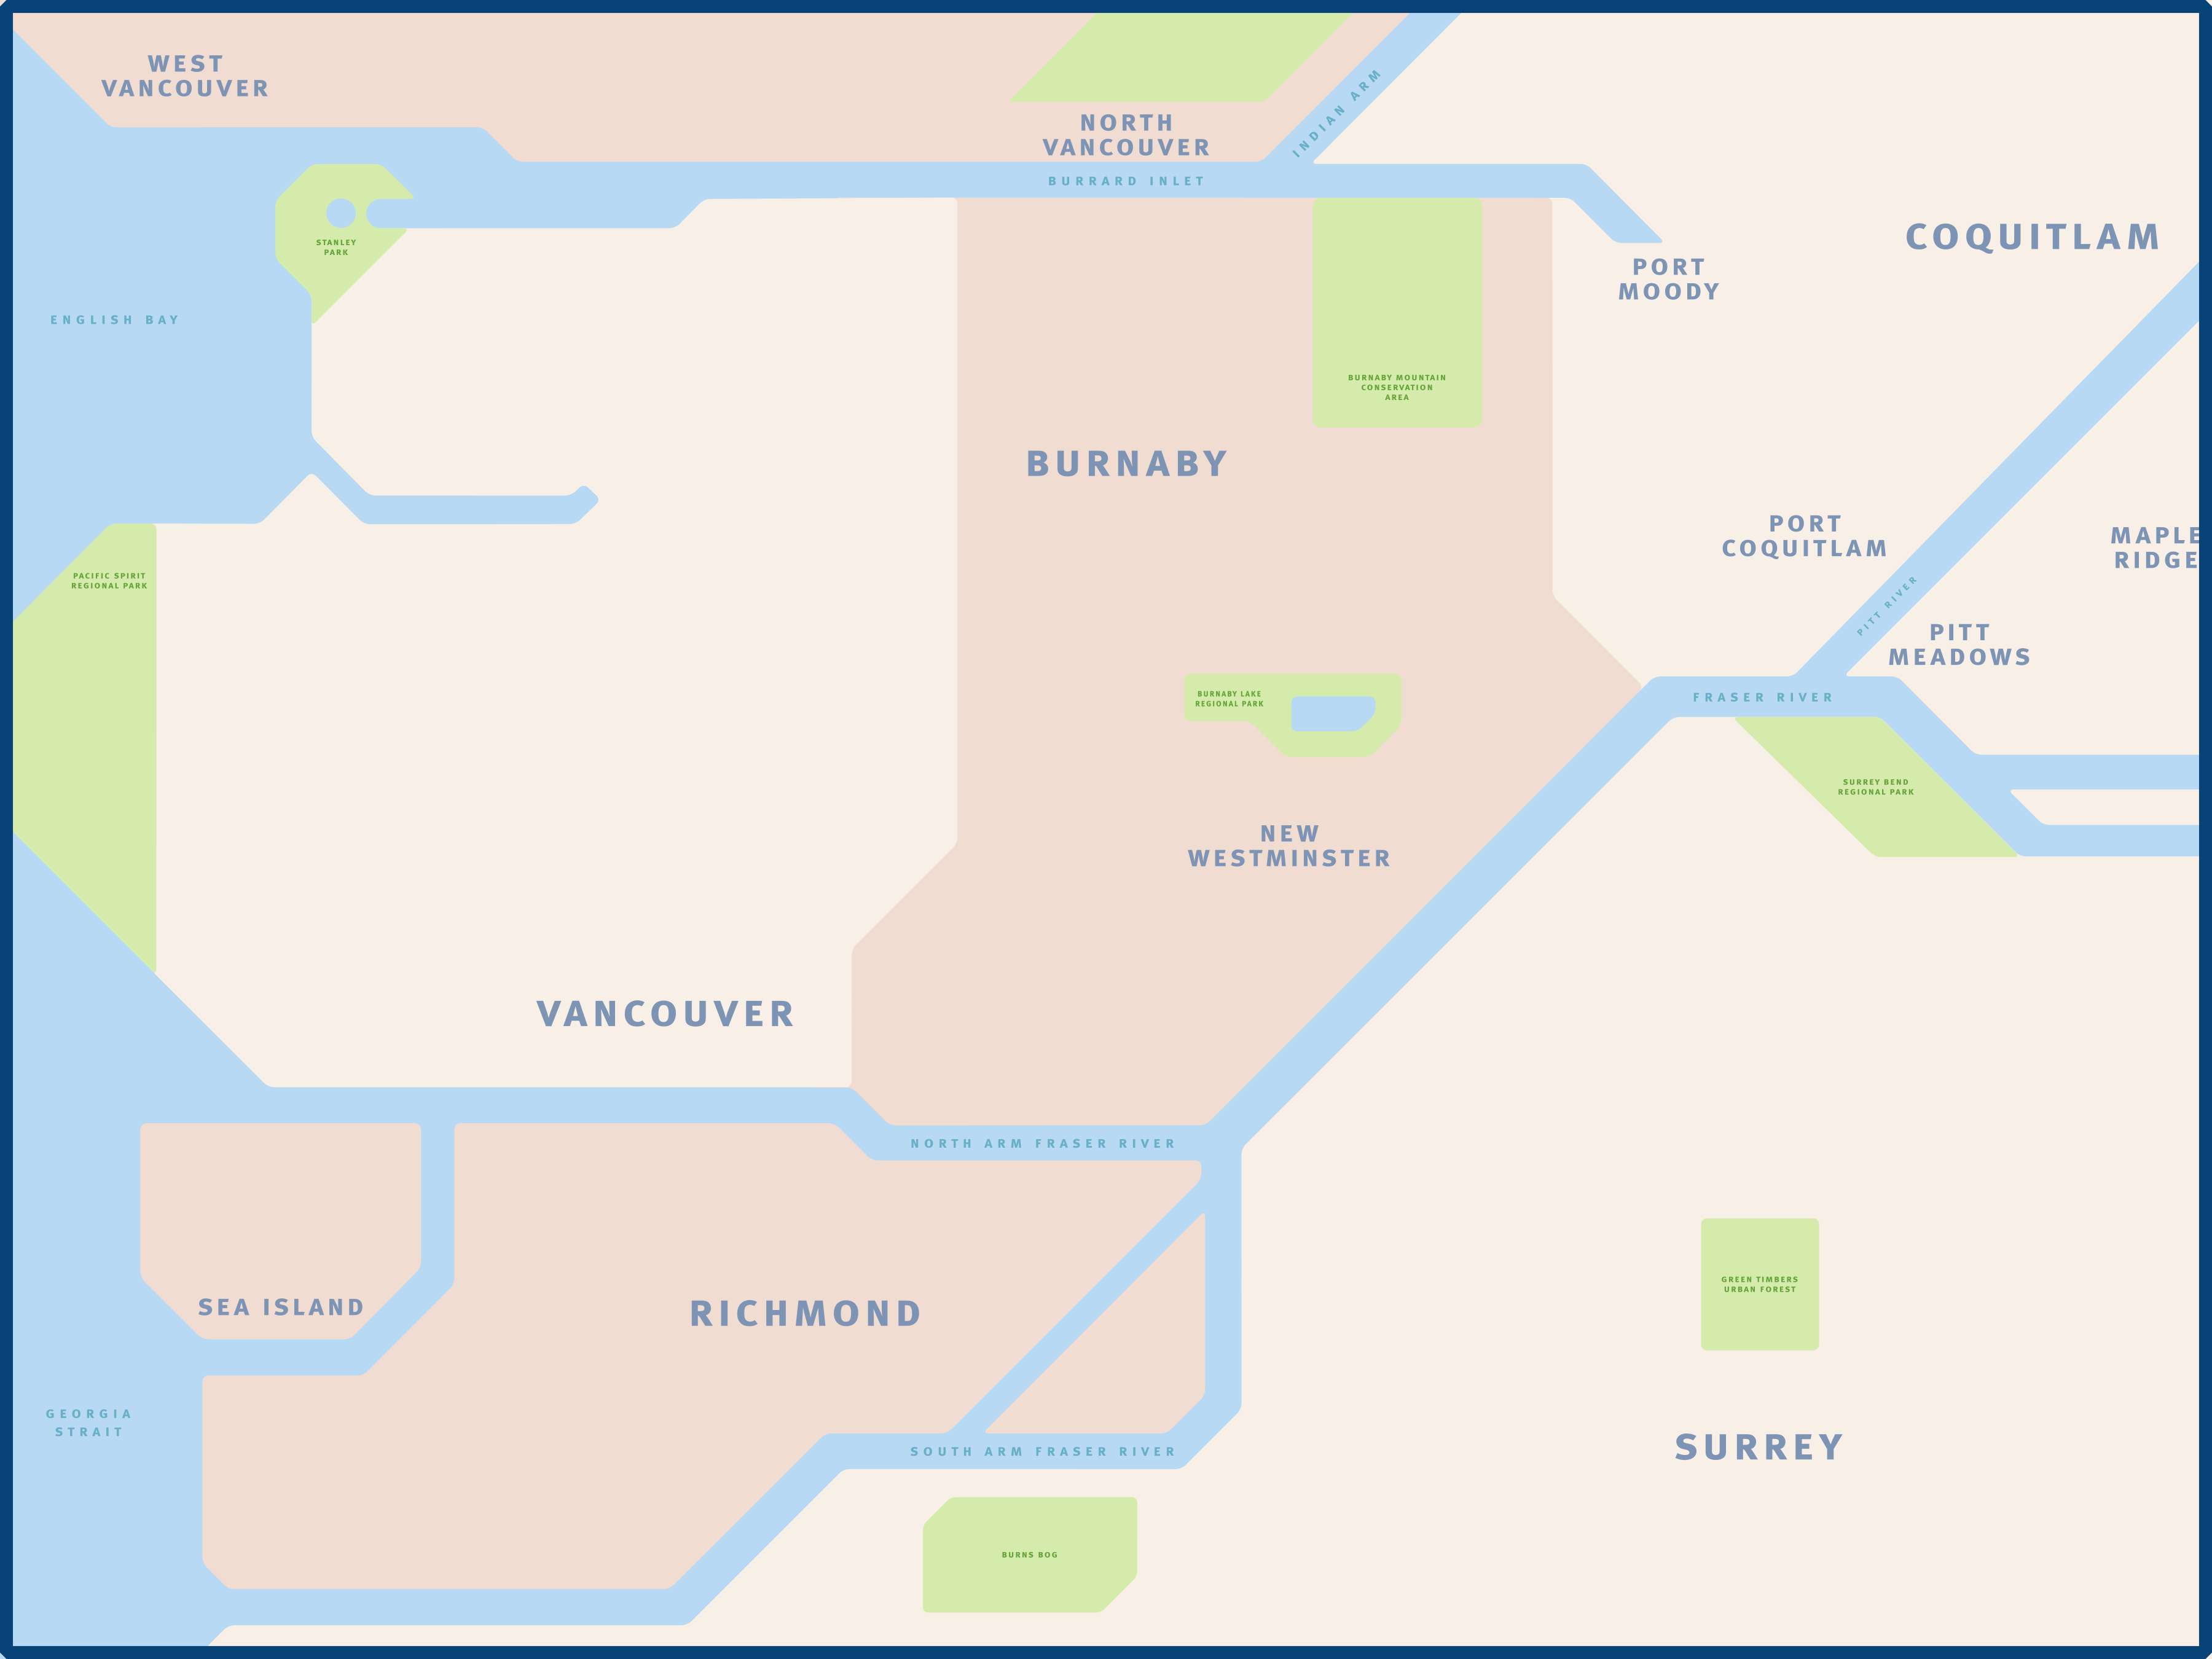 WEST
VANCOUVER
NORTH
VANCOUVER
INDIAN ARM
BURRARD INLET
COQUITLAM
STANLEY
PARK
PORT
MOODY
ENGLISH BAY
BURNABY MOUNTAIN
CONSERVATION
AREA
BURNABY
PORT
COQUITLAM
MAPLE
RIDGE
PACIFIC SPIRIT
REGIONAL PARK
PITT RIVER
PITT
MEADOWS
BURNABY LAKE
REGIONAL PARK
FRASER RIVER
SURREY BEND
REGIONAL PARK
NEW
WESTMINSTER
VANCOUVER
NORTH ARM FRASER RIVER
GREEN TIMBERS
URBAN FOREST
SEA ISLAND
RICHMOND
GEORGIA
STRAIT
SOUTH ARM FRASER RIVER
SURREY
BURNS BOG